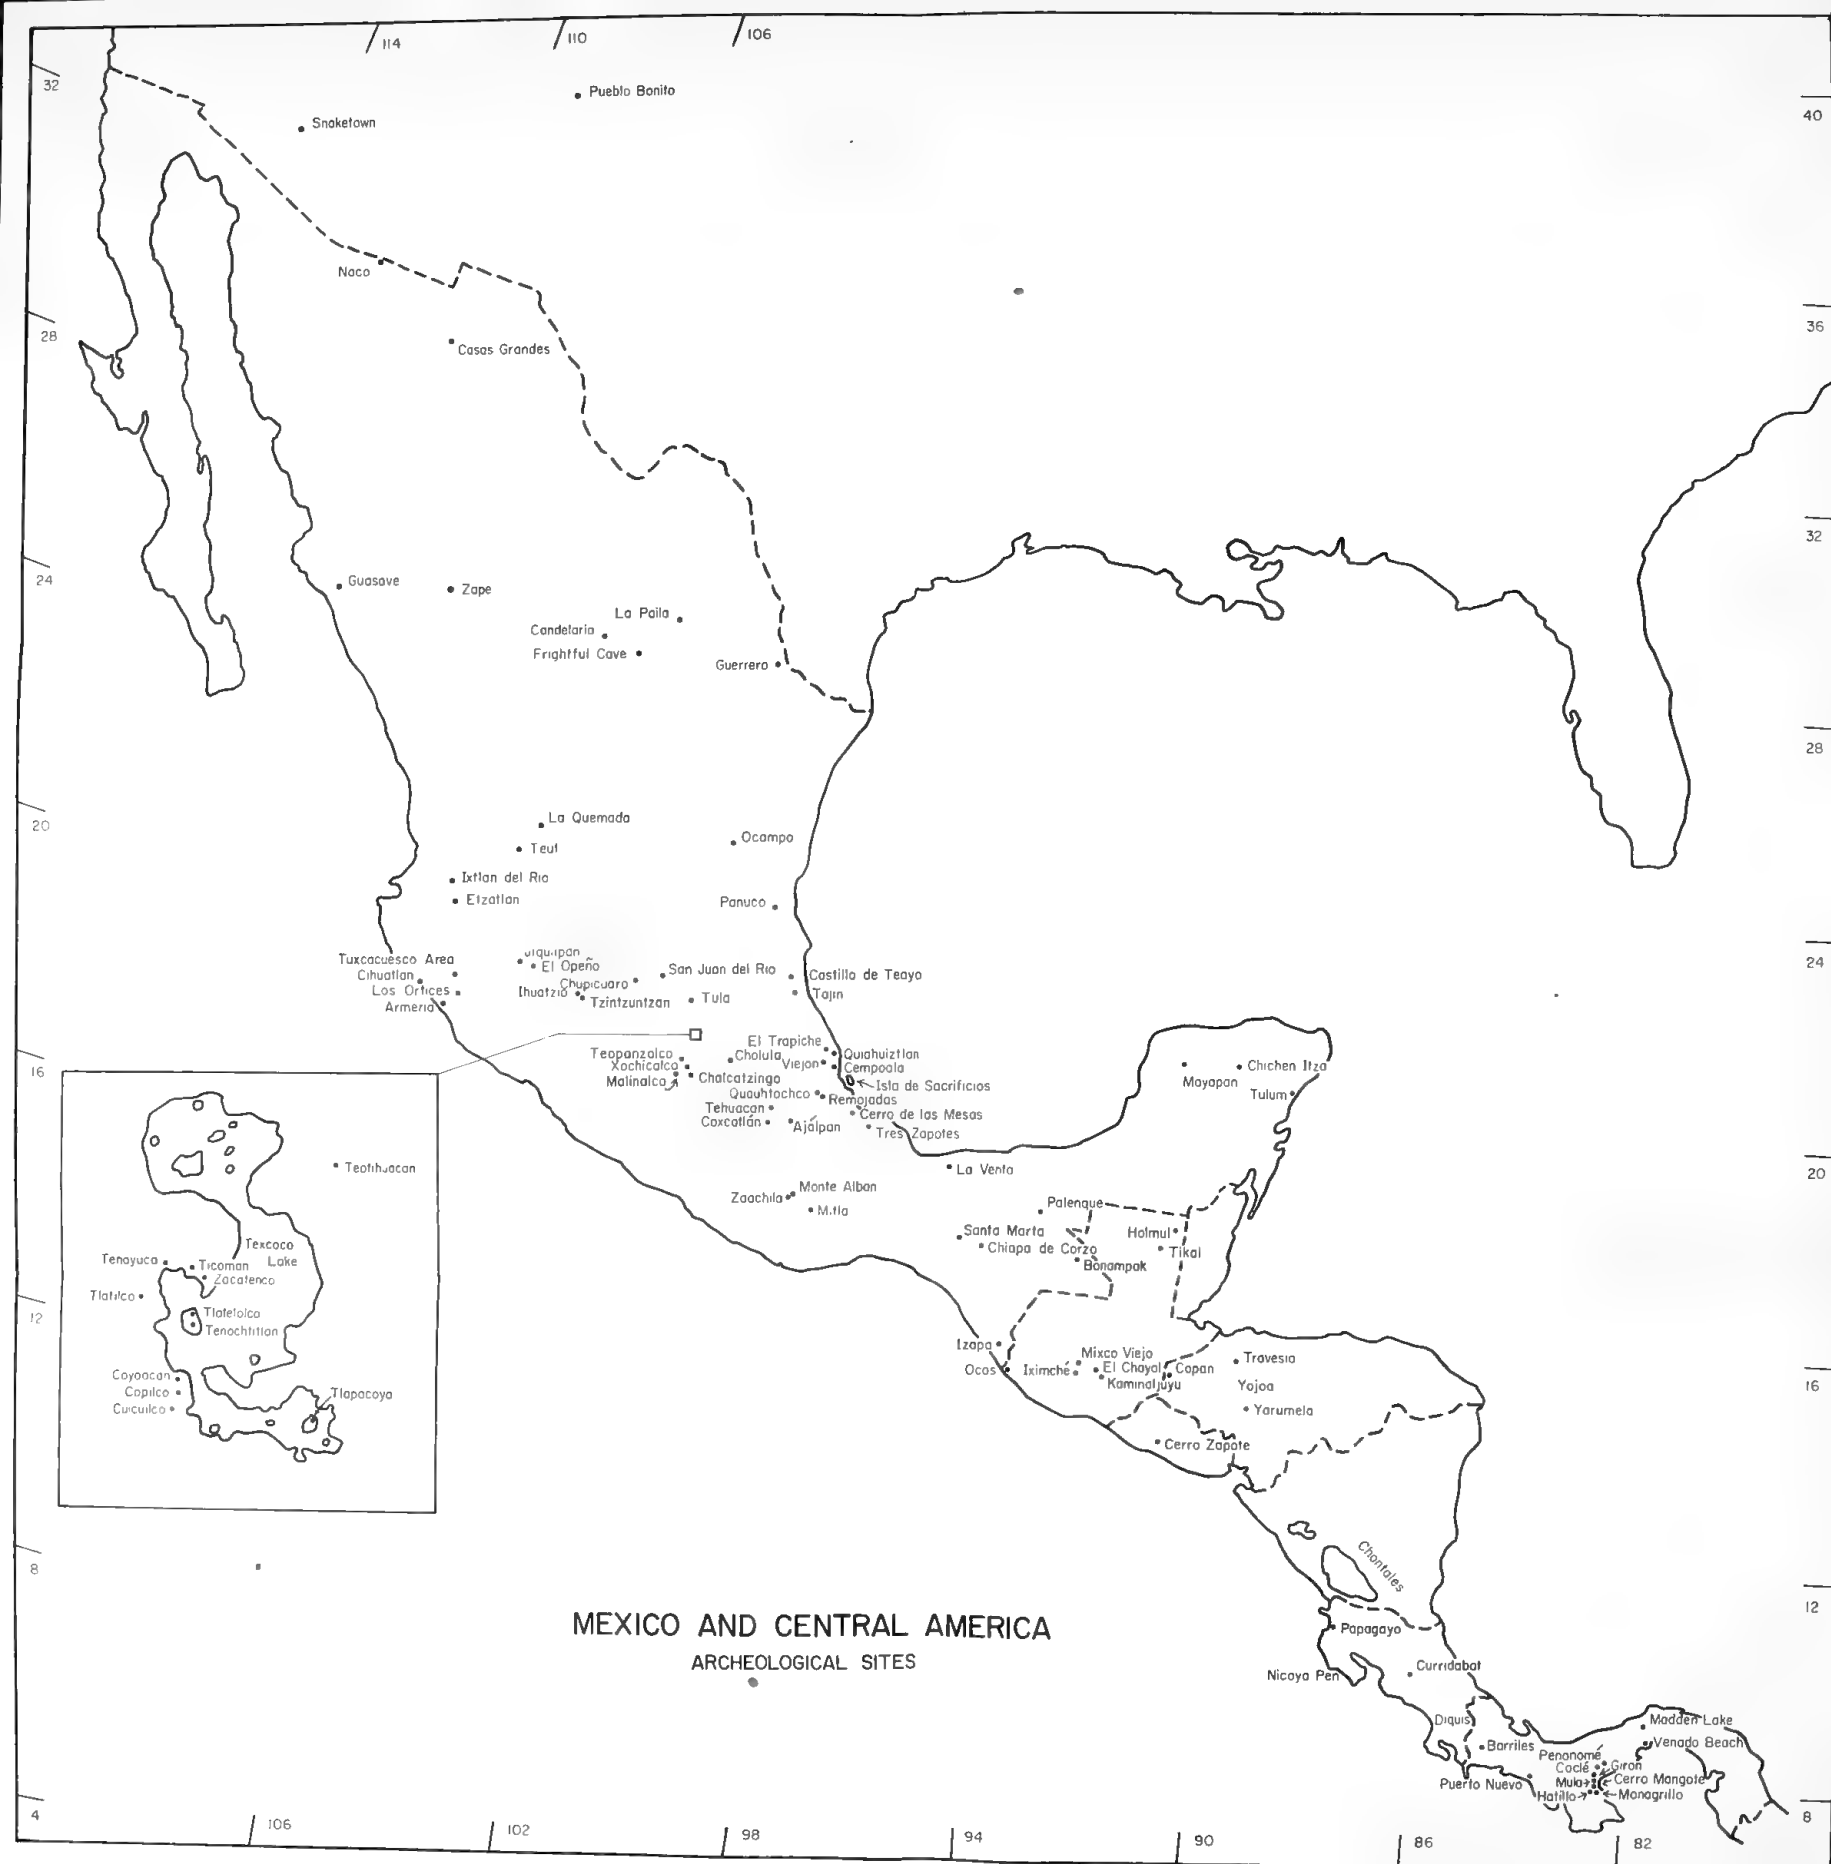 114
110
106
32
40
Pueblo Bonito
Snaketown
Naco
36
28
Casas Grandes
32
24
Guasave
Zape
La Paila
Candelaria
Frightful Cave
Guerrero
28
La Quemada
20
Ocampo
Teul
Ixtlan del Rio
Etzatlan
Panuco
24
Jiquilpan
Tuxcacuesco Area
El Opeño
San Juan del Rio
Castillo de Teayo
Cihuatlan
Chupicuaro
Los Ortices
Ihuatzio
Tzintzuntzan
Tula
Tajin
Armeria
El Trapiche
Quiahuiztlan
Teopanzolco
Cholula
Viejon
Cempoala
Xochicalco
Malinalco
Chalcatzingo
Isla de Sacrificios
Quauhtochco
Remojadas
Tehuacan
Cerro de las Mesas
Coxcatlán
Ajálpan
Tres Zapotes
16
Chichen Itza
Mayapan
Tulum
La Venta
20
Monte Alban
Zaachila
Mitla
Palenque
Santa Marta
Holmul
Chiapa de Corzo
Tikal
Bonampak
Teotihuacan
Texcoco
Lake
Tenayuca
Ticoman
Zacatenco
Tlatilco
Tlatelolco
Tenochtitlan
Coyoacan
Copilco
Cuicuilco
Tlapacoya
12
Izapa
Mixco Viejo
Travesia
Ocos
Iximché
El Chayal
Copan
Kaminaljuyu
Yojoa
16
Yarumela
Cerro Zapote
8
Chontales
12
MEXICO AND CENTRAL AMERICA
ARCHEOLOGICAL SITES
Papagayo
Nicoya Pen
Curridabat
Diquis
Madden Lake
Barriles
Venado Beach
Penonomé
Coclé
Giron
Puerto Nuevo
Mula
Cerro Mangote
Hatillo
Monagrillo
4
8
106
102
98
94
90
86
82